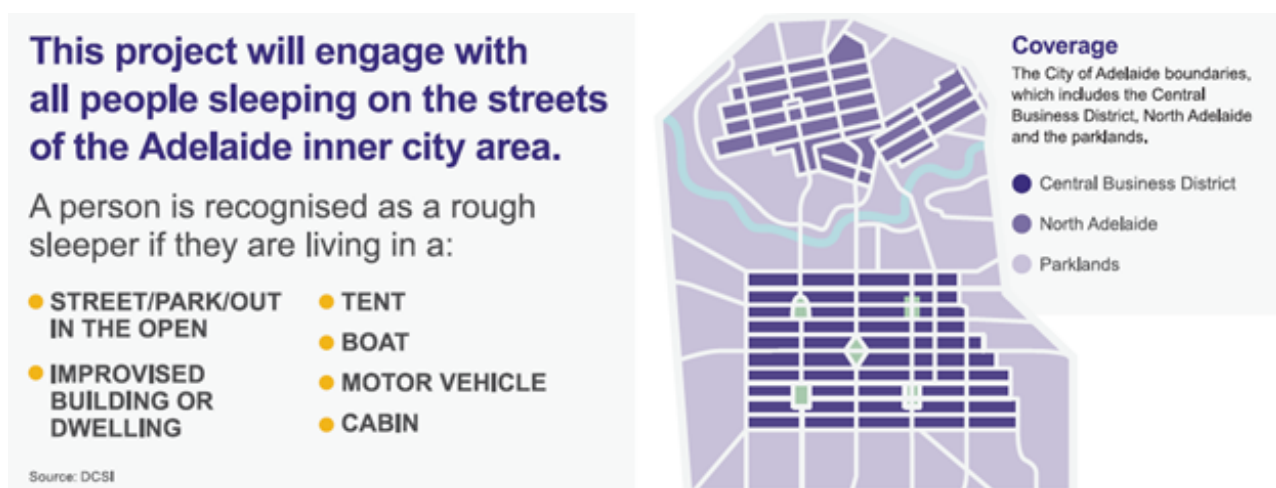 This project will engage with
all people sleeping on the streets
of the Adelaide inner city area.
A person is recognised as a rough
sleeper if they are living in a:
STREET/PARK/OUT
IN THE OPEN
IMPROVISED
BUILDING OR
DWELLING
TENT
BOAT
MOTOR VEHICLE
CABIN
Source: DCSI
Coverage
The City of Adelaide boundaries,
which includes the Central
Business District, North Adelaide
and the parklands.
Central Business District
North Adelaide
Parklands